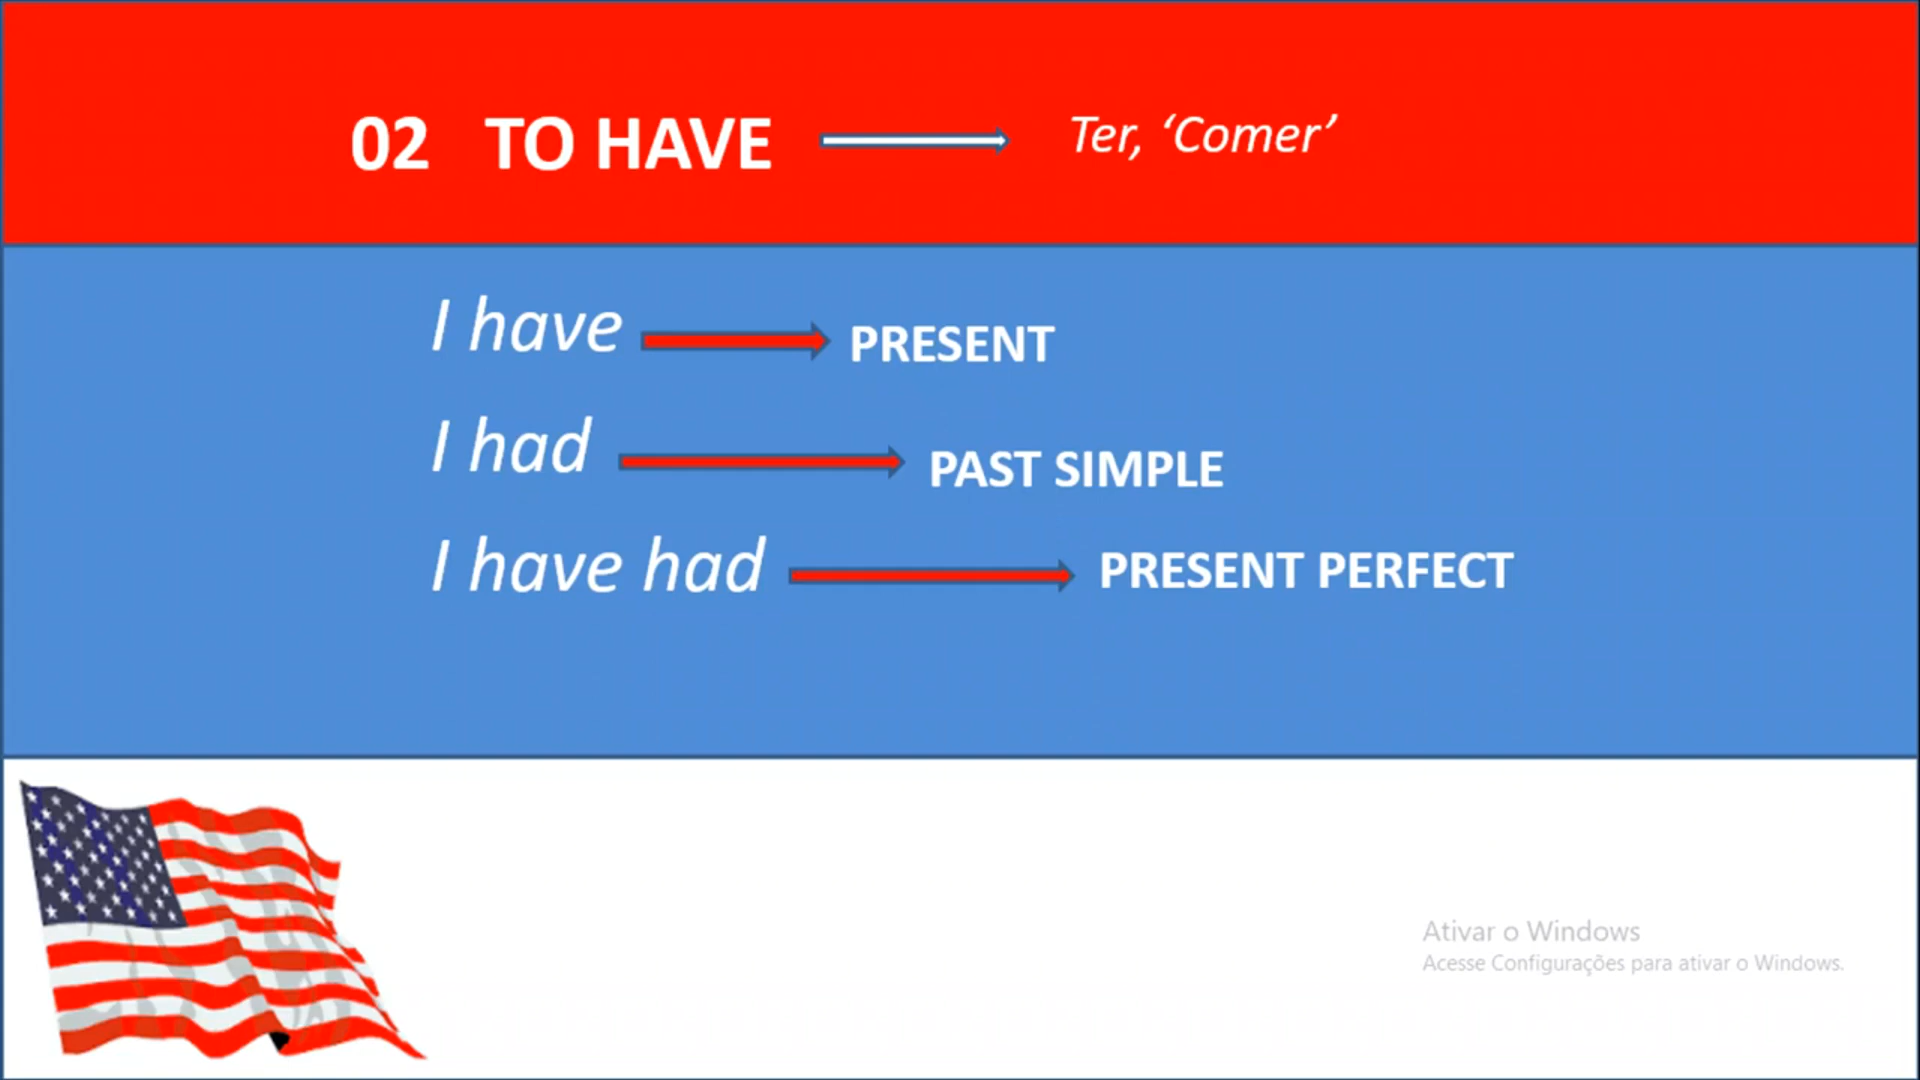 02 TO HAVE Ter, ‘Comer’
I have PRESENT
I had PAST SIMPLE
I have had PRESENT PERFECT
Ativar o Windows
Acesse Configurações para ativar o Windows.